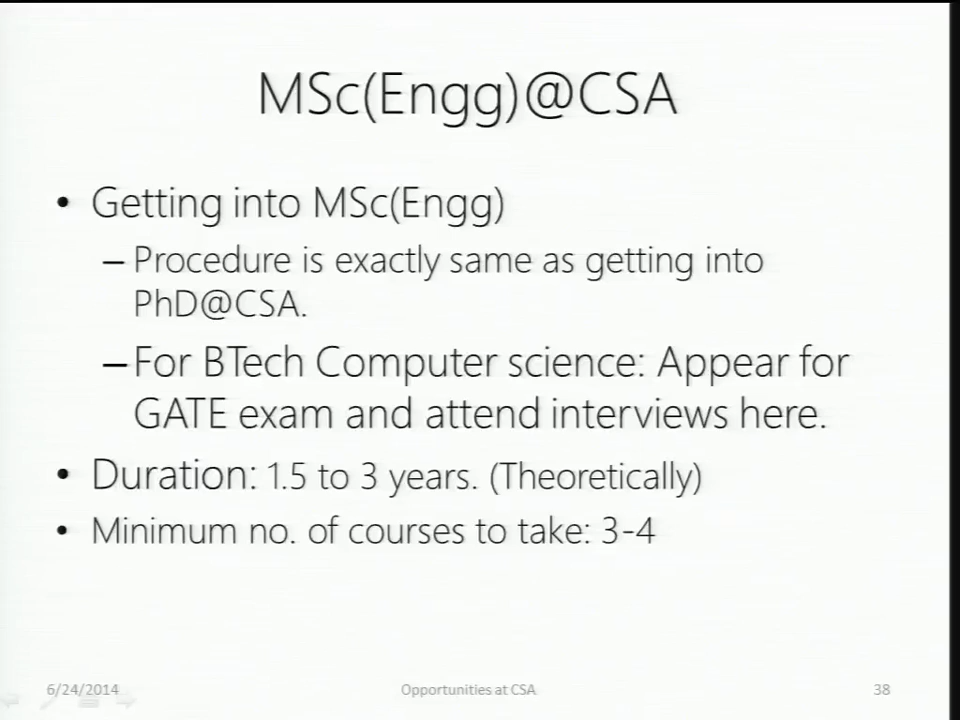 MSc(Engg)@CSA
• Getting into MSc(Engg)
– Procedure is exactly same as getting into
PhD@CSA.
– For BTech Computer science: Appear for
GATE exam and attend interviews here.
• Duration: 1.5 to 3 years. (Theoretically)
• Minimum no. of courses to take: 3-4
6/24/2014 Opportunities at CSA 38